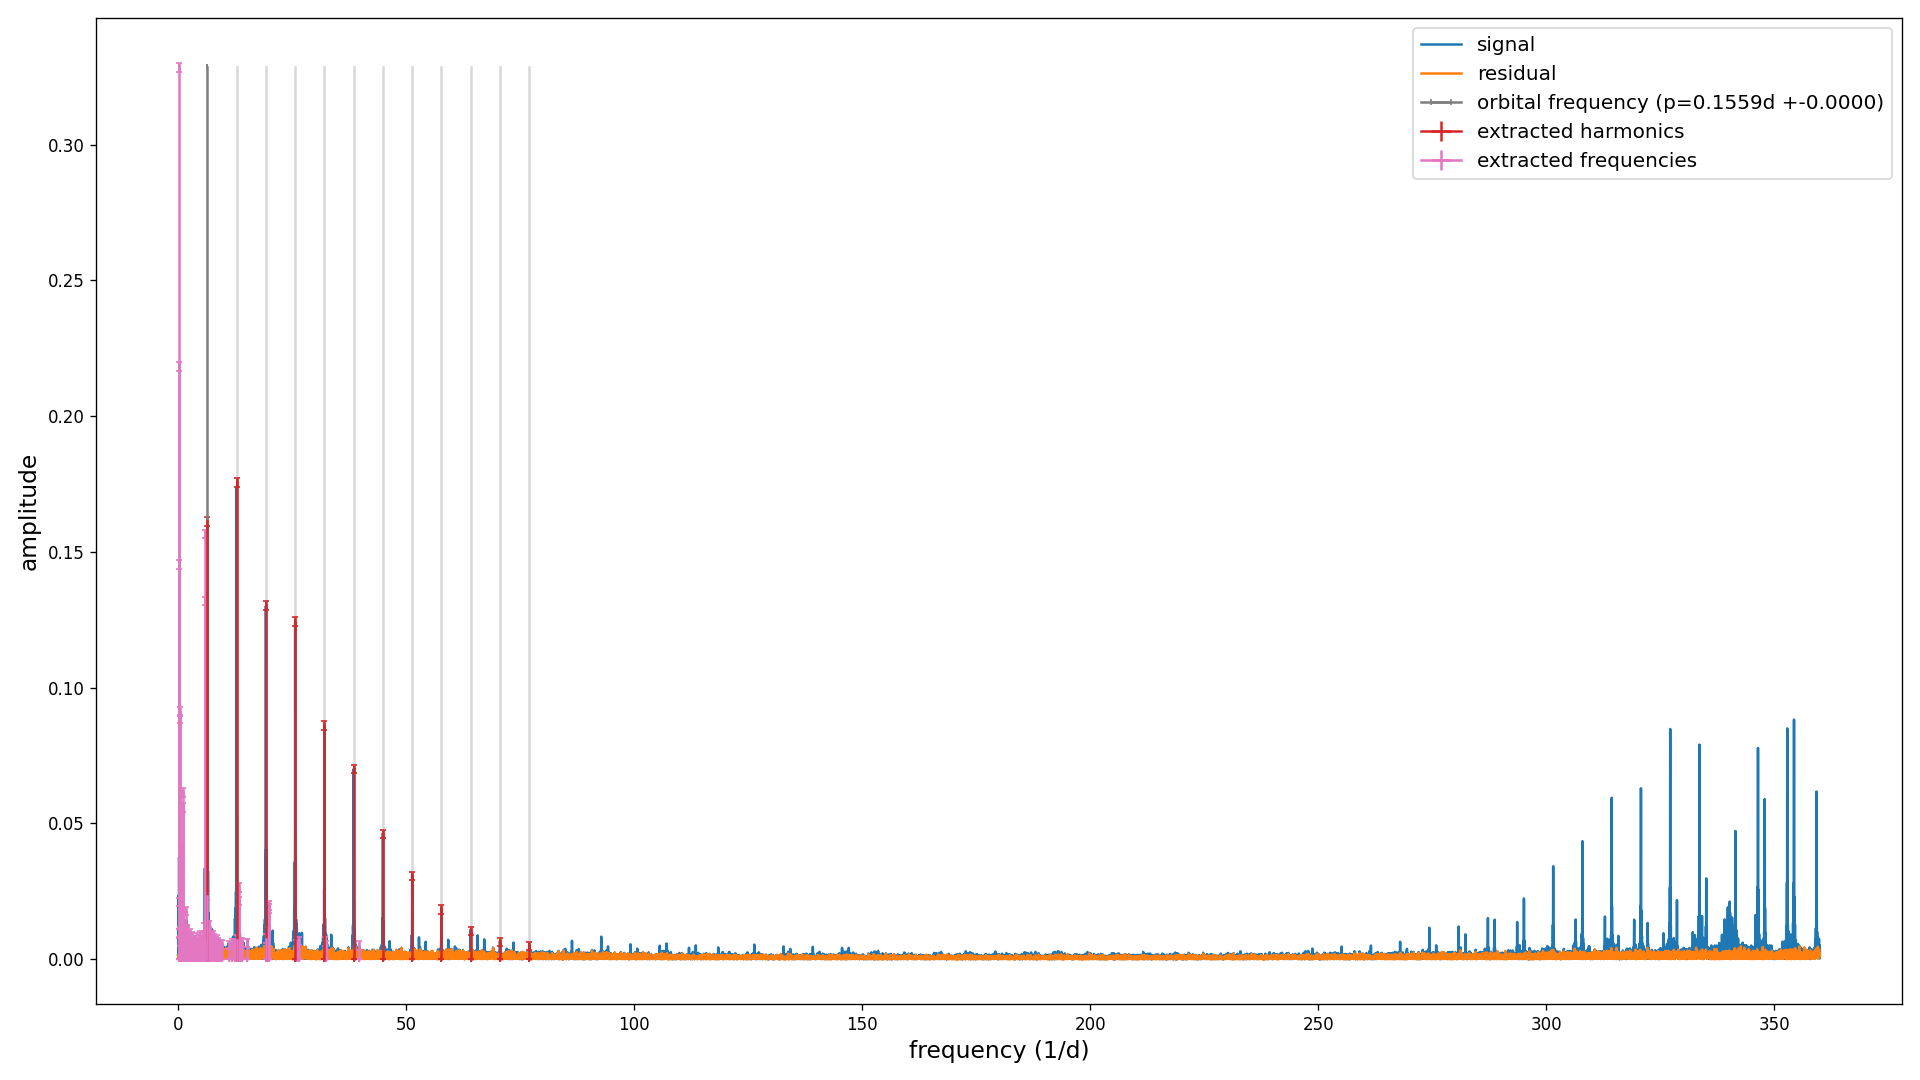 signal
residual
orbital frequency (p=0.1559d +-0.0000)
extracted harmonics
extracted frequencies
0.30
0.25
0.20
0.15
0.10
0.05
0.00
amplitude
0 50 100 150 200 250 300 350
frequency (1/d)